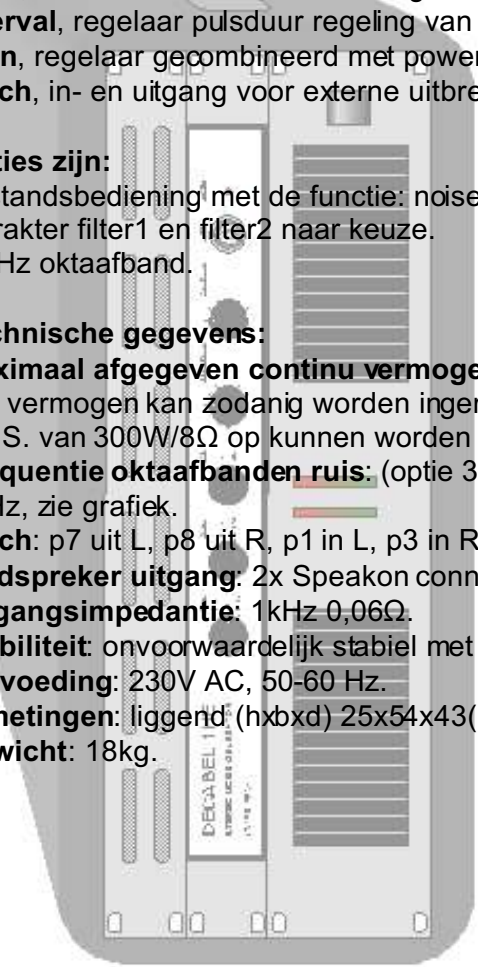 erval, regelaar pulsduur regeling van
n, regelaar gecombineerd met power
ch, in- en uitgang voor externe uitbre
ties zijn:
tandsbediening met de functie: noise
rakter filter1 en filter2 naar keuze.
Hz oktaafband.
chnische gegevens:
ximaal afgegeven continu vermoge
vermogen kan zodanig worden inger
S. van 300W/8Ω op kunnen worden
quentie oktaafbanden ruis: (optie 3
lz, zie grafiek.
ch: p7 uit L, p8 uit R, p1 in L, p3 in R
dspreker uitgang: 2x Speakon conn
gangsimpedantie: 1kHz 0,06Ω.
biliteit: onvoorwaardelijk stabiel met
voeding: 230V AC, 50-60 Hz.
metingen: liggend (hxbxd) 25x54x43(
wicht: 18kg.
DECABEL